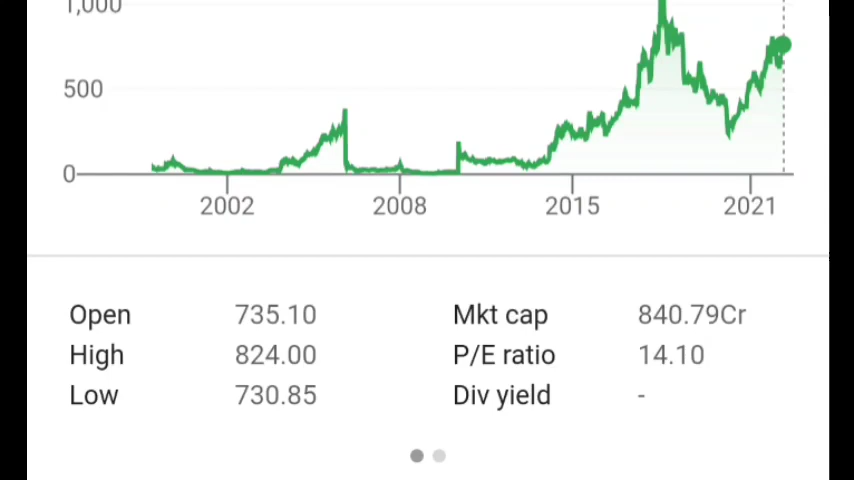 1,000
500
0
2002 2008 2015 2021
Open 735.10 Mkt cap 840.79Cr
High 824.00 P/E ratio 14.10
Low 730.85 Div yield -